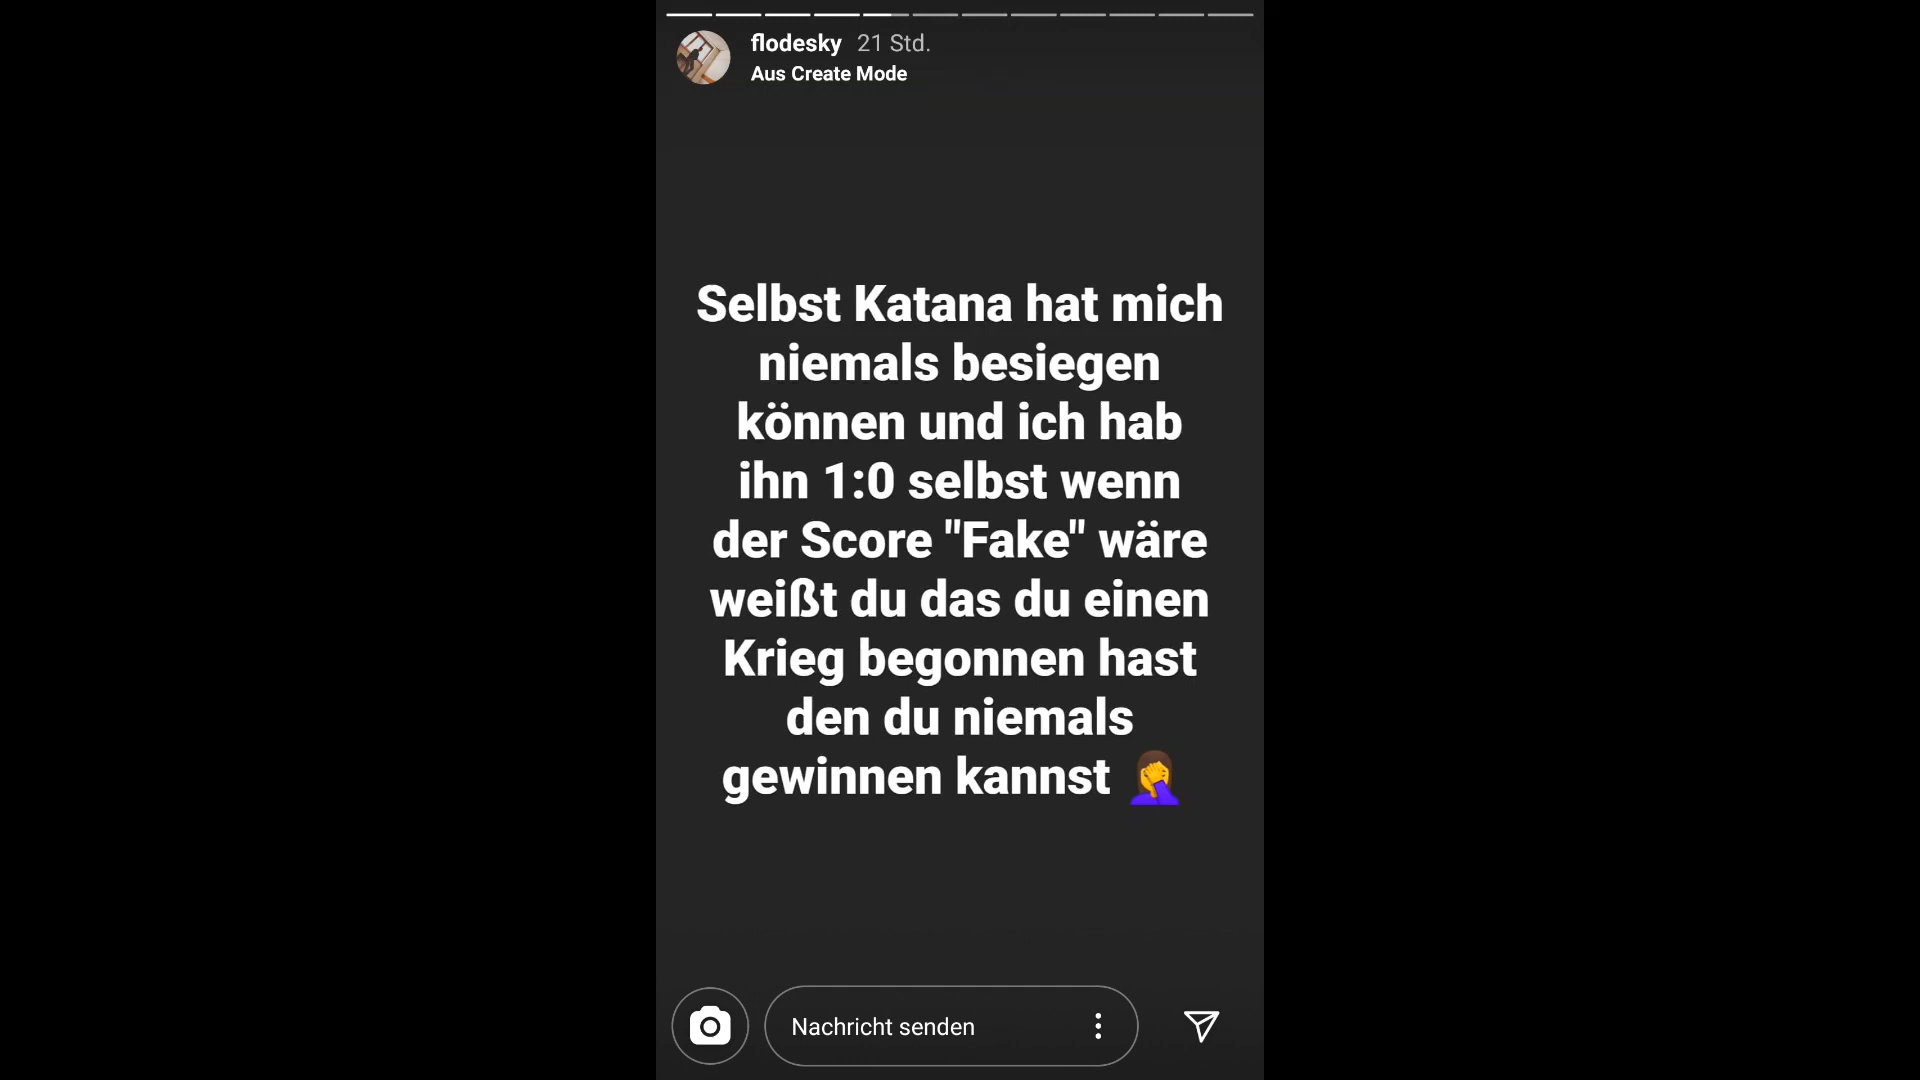 flodesky 21 Std.
Aus Create Mode
Selbst Katana hat mich
niemals besiegen
können und ich hab
ihn 1:0 selbst wenn
der Score "Fake" wäre
weißt du das du einen
Krieg begonnen hast
den du niemals
gewinnen kannst 🤦‍♀️
Nachricht senden